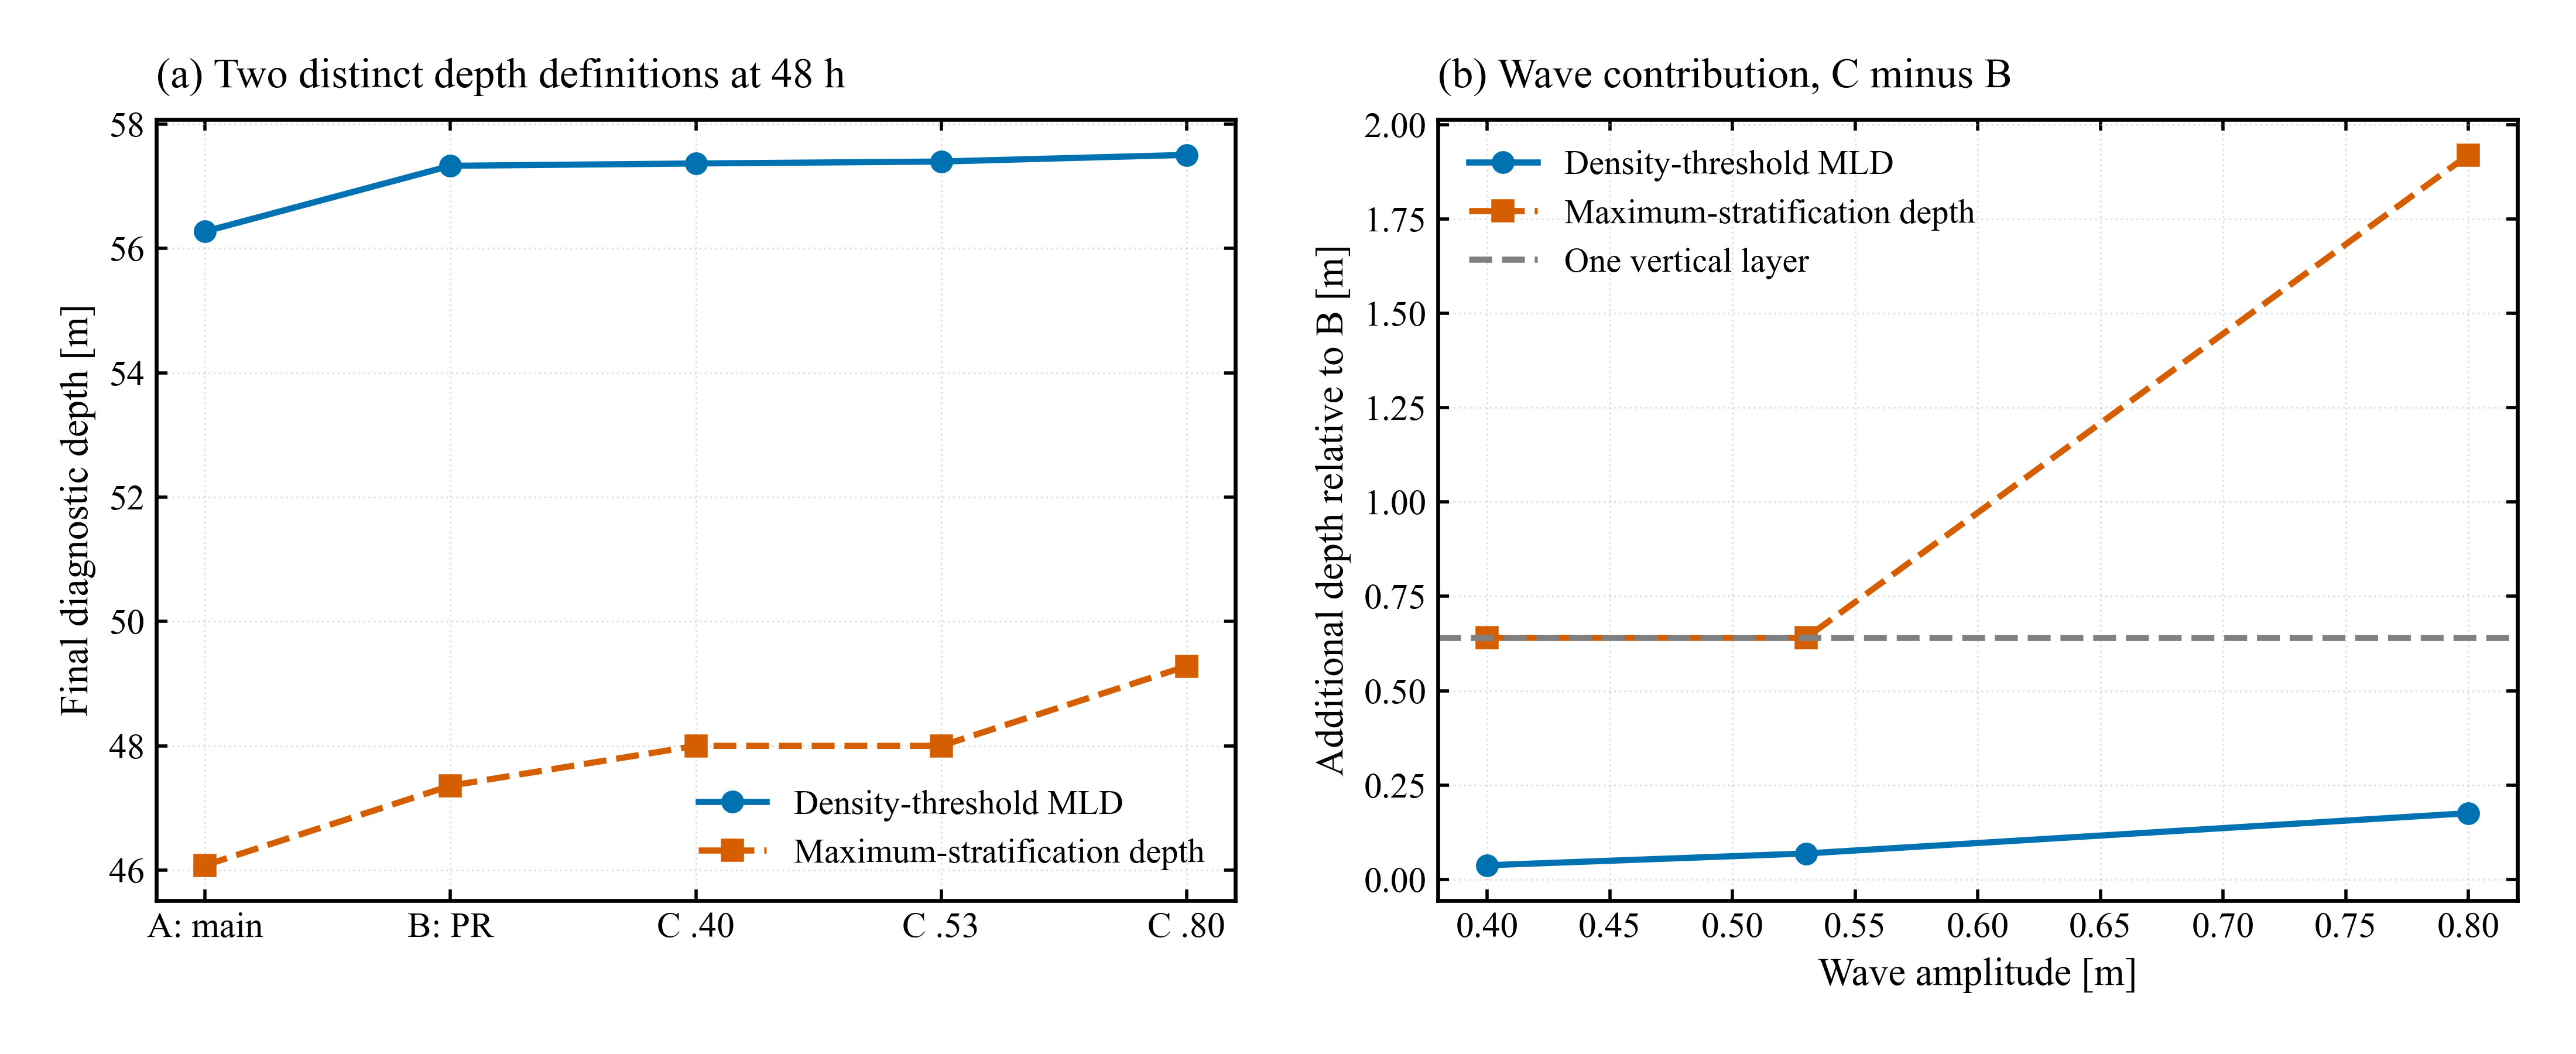 (a) Two distinct depth definitions at 48 h
Final diagnostic depth [m]
58
56
54
52
50
48
46
Density-threshold MLD
Maximum-stratification depth
A: main
B: PR
C .40
C .53
C .80
(b) Wave contribution, C minus B
Additional depth relative to B [m]
2.00
1.75
1.50
1.25
1.00
0.75
0.50
0.25
0.00
Density-threshold MLD
Maximum-stratification depth
One vertical layer
0.40
0.45
0.50
0.55
0.60
0.65
0.70
0.75
0.80
Wave amplitude [m]